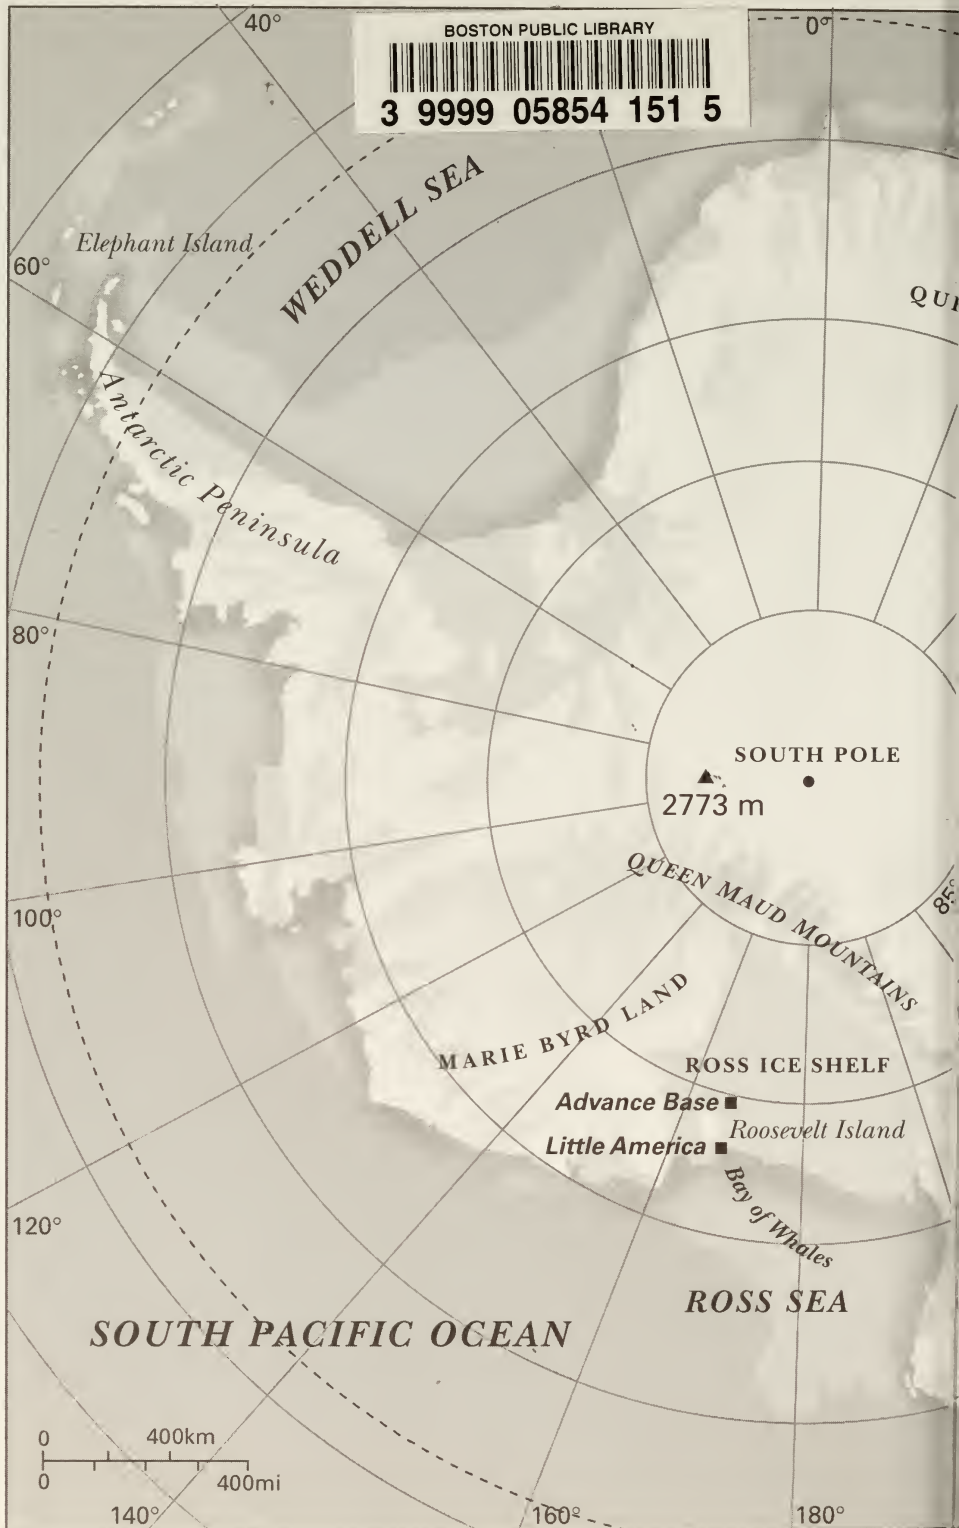 40°
BOSTON PUBLIC LIBRARY
3 9999 05854 151 5
0°
WEDDELL SEA
Elephant Island
60°
QU
Antarctic Peninsula
80°
SOUTH POLE
2773 m
QUEEN MAUD MOUNTAINS
85°
100°
MARIE BYRD LAND
ROSS ICE SHELF
Advance Base
Roosevelt Island
Little America
Bay of Whales
120°
ROSS SEA
SOUTH PACIFIC OCEAN
0 400km
0 400mi
140°
160°
180°